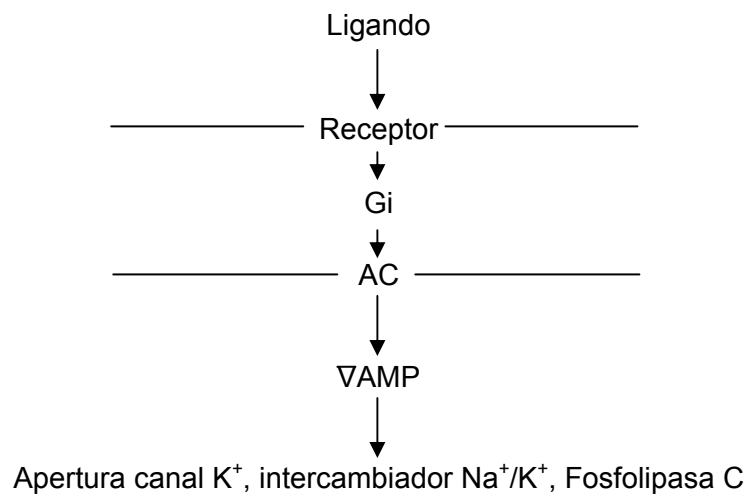 Ligando
Receptor
Gi
AC
∇AMP
Apertura canal K⁺, intercambiador Na⁺/K⁺, Fosfolipasa C